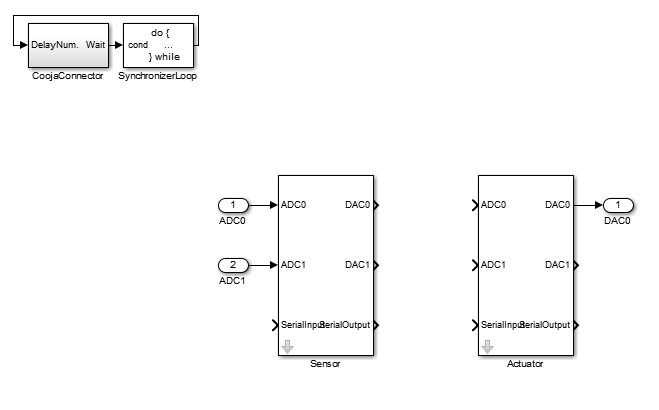 do {
DelayNum. Wait cond ...
} while
CoojaConnector SynchronizerLoop
1 ADC0 DAC0 ADC0 DAC0 1
ADC0 DAC0
2 ADC1 DAC1 ADC1 DAC1
ADC1
SerialInput SerialOutput SerialInput SerialOutput
Sensor Actuator